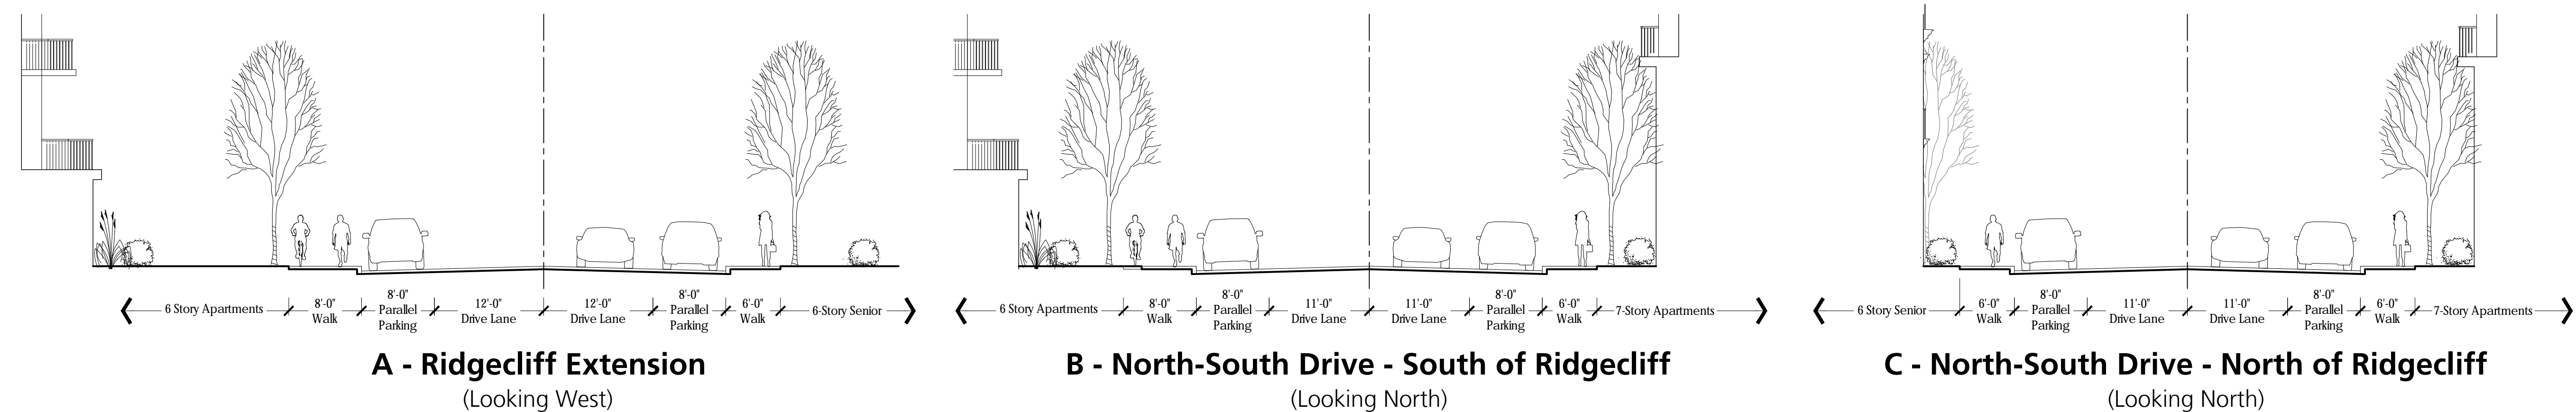 6 Story Apartments
8'-0"
Walk
8'-0"
Parallel
Parking
12'-0"
Drive Lane
12'-0"
Drive Lane
8'-0"
Parallel
Parking
6'-0"
Walk
6-Story Senior
A - Ridgecliff Extension
(Looking West)
6 Story Apartments
8'-0"
Walk
8'-0"
Parallel
Parking
11'-0"
Drive Lane
11'-0"
Drive Lane
8'-0"
Parallel
Parking
6'-0"
Walk
7-Story Apartments
B - North-South Drive - South of Ridgecliff
(Looking North)
6 Story Senior
6'-0"
Walk
8'-0"
Parallel
Parking
11'-0"
Drive Lane
11'-0"
Drive Lane
8'-0"
Parallel
Parking
6'-0"
Walk
7-Story Apartments
C - North-South Drive - North of Ridgecliff
(Looking North)